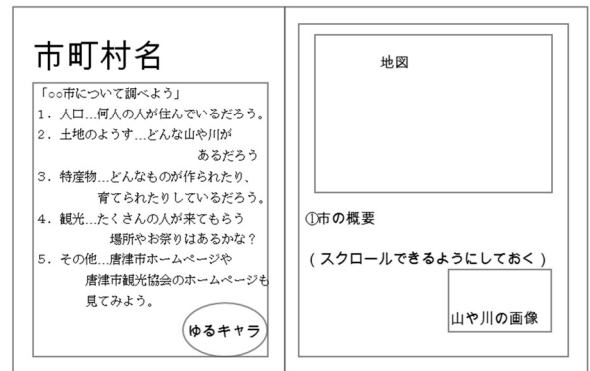 市町村名
「○○市について調べよう」
１．人口…何人の人が住んでいるだろう。
２．土地のようす…どんな山や川が
あるだろう
３．特産物…どんなものが作られたり、
育てられたりしているだろう。
４．観光…たくさんの人が来てもらう
場所やお祭りはあるかな？
５．その他…唐津市ホームページや
唐津市観光協会のホームページも
見てみよう。
ゆるキャラ
地図
①市の概要
（スクロールできるようにしておく）
山や川の画像